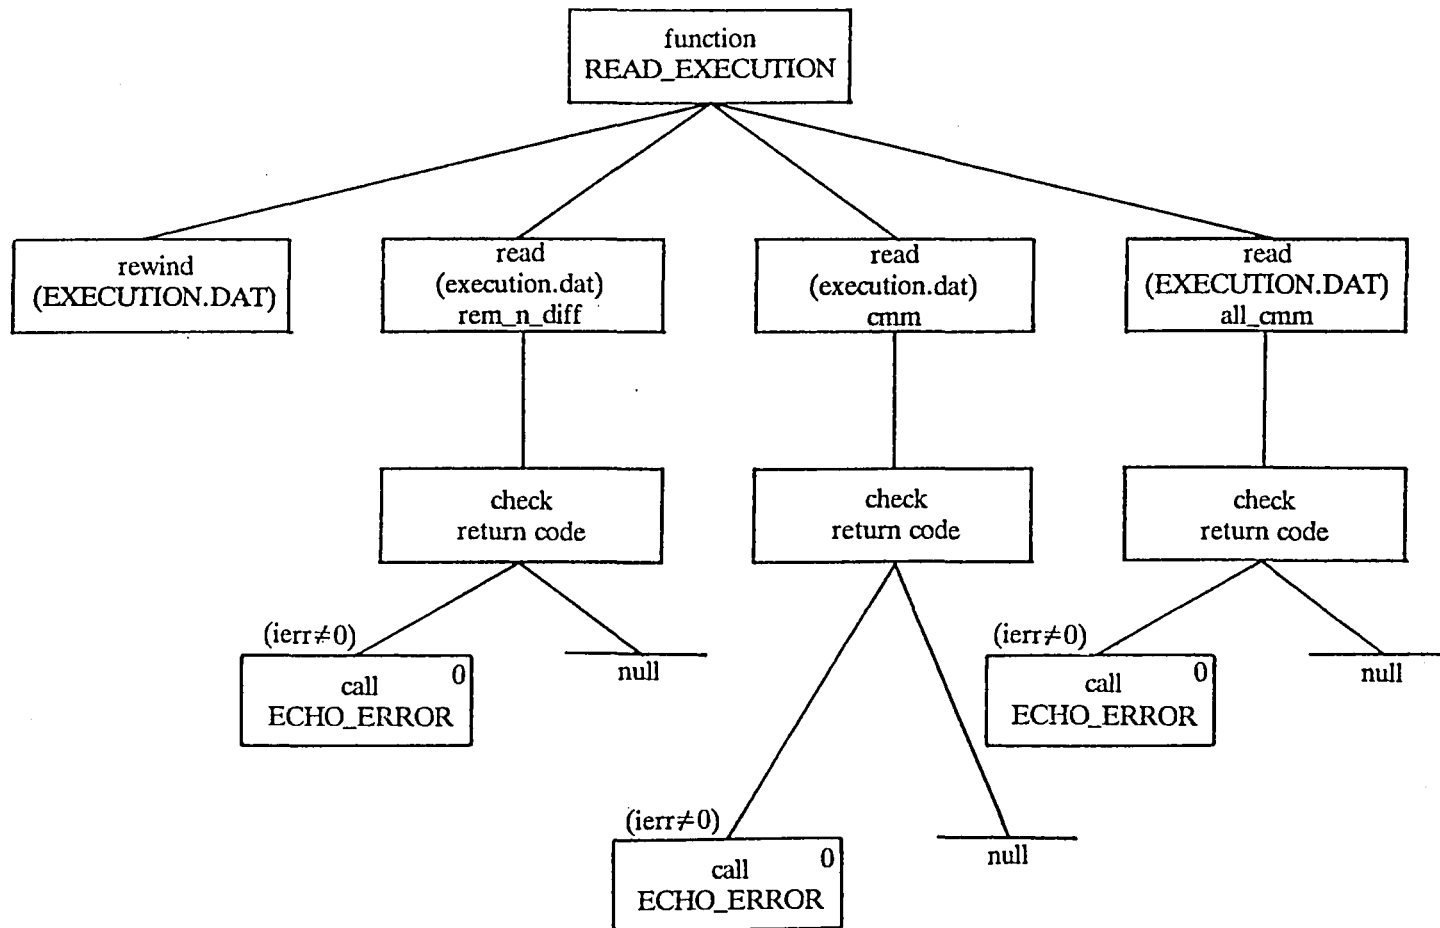 function
READ_EXECUTION
rewind
(EXECUTION.DAT)
read
(execution.dat)
rem_n_diff
read
(execution.dat)
cmm
read
(EXECUTION.DAT)
all_cmm
check
return code
check
return code
check
return code
(ierr≠0)
0
call
ECHO_ERROR
null
(ierr≠0)
0
call
ECHO_ERROR
null
(ierr≠0)
0
call
ECHO_ERROR
null